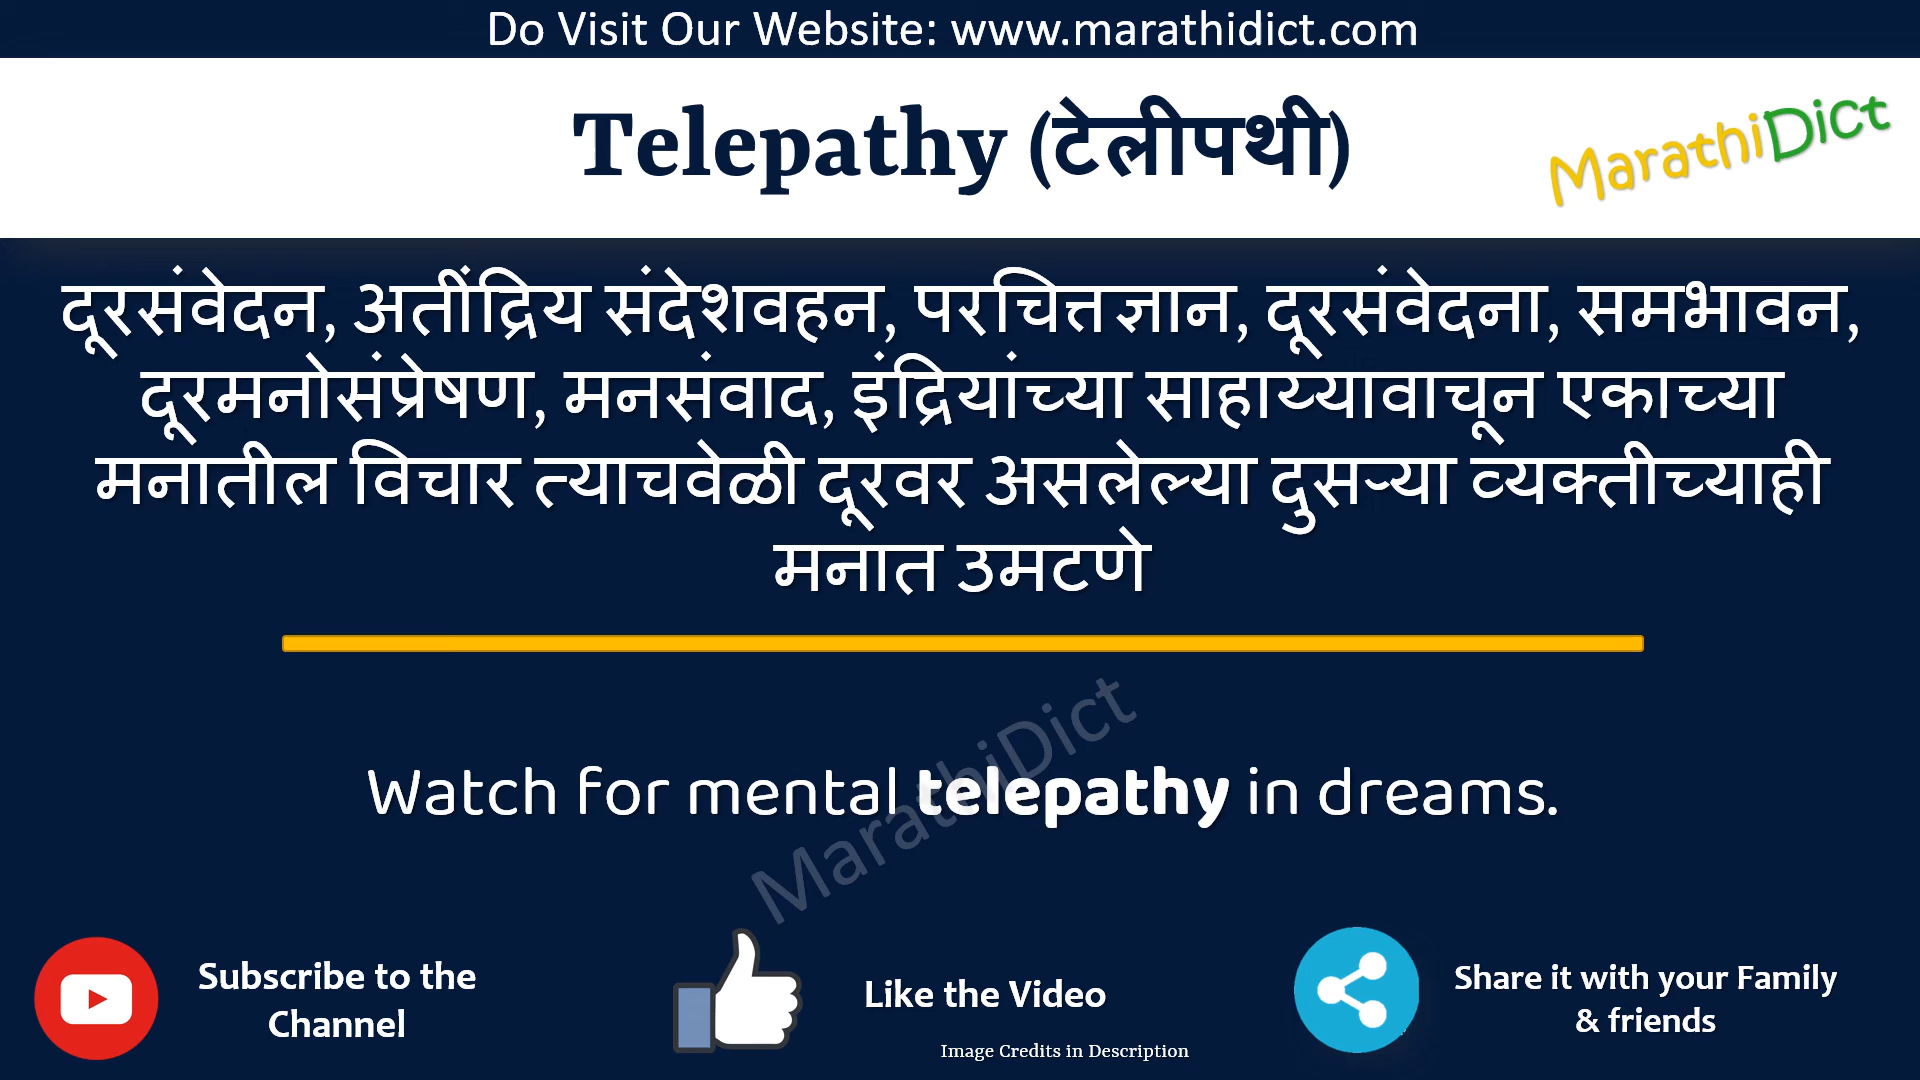 Do Visit Our Website: www.marathidict.com
Telepathy (टेलीपथी)
MarathiDict
दूरसंवेदन, अतींद्रिय संदेशवहन, परचित्तज्ञान, दूरसंवेदना, समभावन,
दूरमनोसंप्रेषण, मनसंवाद, इंद्रियांच्या साहाय्यावाचून एकाच्या
मनातील विचार त्याचवेळी दूरवर असलेल्या दुसऱ्या व्यक्तीच्याही
मनात उमटणे
MarathiDict
Watch for mental telepathy in dreams.
Subscribe to the
Channel
Like the Video
Share it with your Family
& friends
Image Credits in Description